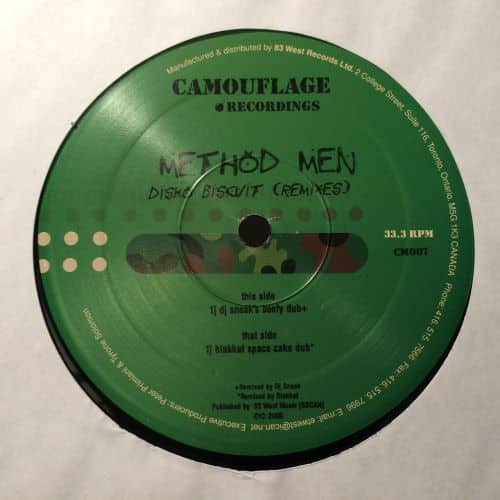 Manufactured & distributed by 83 West Records Ltd. 2 College Street, Suite 116, Toronto, Ontario. M5G 1K3 CANADA Phone 416. 515. 7566 Fax:416. 515. 7996 E.mail: etwest@ican.net Executive Producers: Peter Primiani & Tyrone Solomon
CAMOUFLAGE
RECORDINGS
METHOD MEN
DISKO BISCUIT (REMIXES)
33.3 RPM
CM007
this side
1] dj sneak's beefy dub+
that side
1] blakkat space cake dub*
+Remixed by Dj Sneak
*Remixed by Blakkat
Published by 83 West Music [SOCAN]
2000